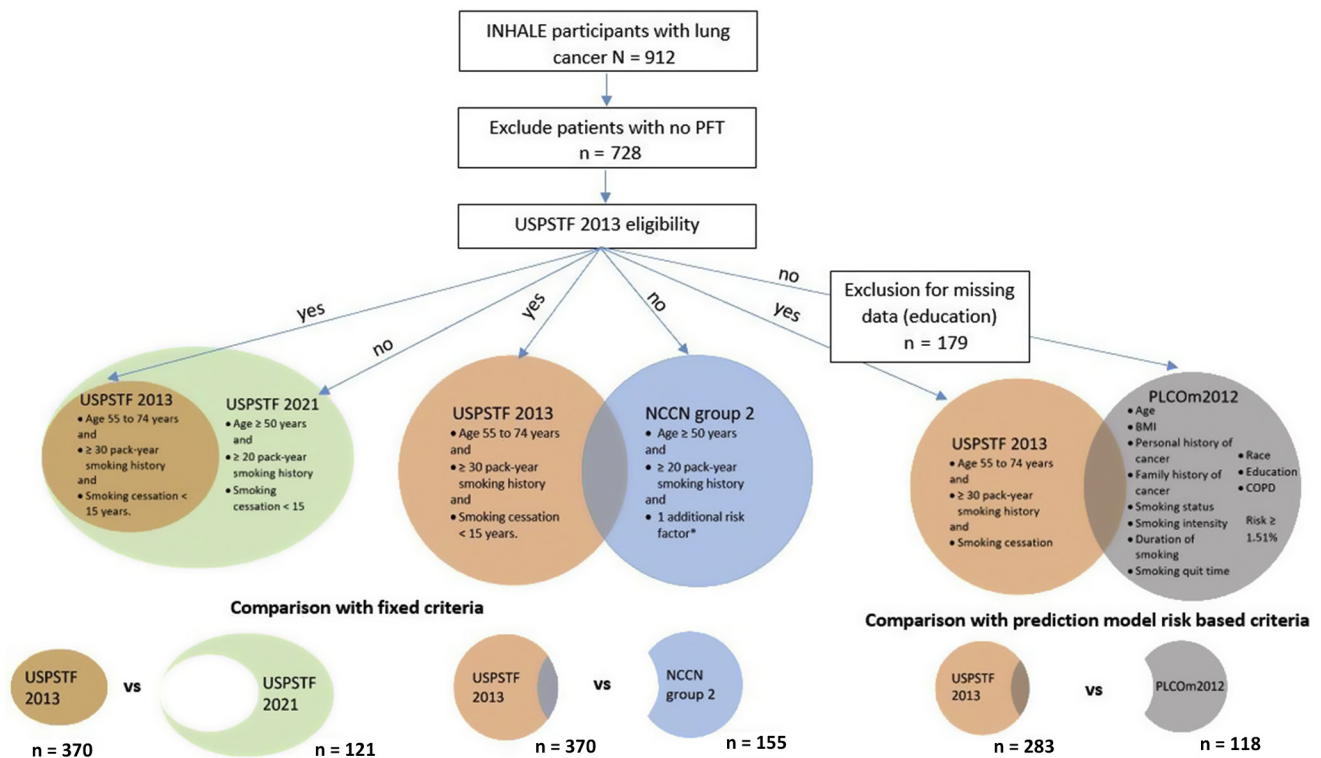 INHALE participants with lung
cancer N = 912
Exclude patients with no PFT
n = 728
USPSTF 2013 eligibility
yes
no
yes
no
yes
no
Exclusion for missing
data (education)
n = 179
USPSTF 2013
• Age 55 to 74 years
and
• ≥ 30 pack-year
smoking history
and
• Smoking cessation <
15 years.
USPSTF 2021
• Age ≥ 50 years
and
• ≥ 20 pack-year
smoking history
• Smoking
cessation < 15
USPSTF 2013
• Age 55 to 74 years
and
• ≥ 30 pack-year
smoking history
and
• Smoking cessation
< 15 years.
NCCN group 2
• Age ≥ 50 years
and
• ≥ 20 pack-year
smoking history
and
• 1 additional risk
factor*
USPSTF 2013
• Age 55 to 74 years
and
• ≥ 30 pack-year
smoking history
and
• Smoking cessation
PLCOm2012
• Age
• BMI
• Personal history of
cancer
• Family history of
cancer
• Smoking status
• Smoking intensity
• Duration of
smoking
• Smoking quit time
• Race
• Education
• COPD
Risk ≥
1.51%
Comparison with fixed criteria
Comparison with prediction model risk based criteria
USPSTF
2013
vs
USPSTF
2021
n = 370
n = 121
USPSTF
2013
vs
NCCN
group 2
n = 370
n = 155
USPSTF
2013
vs
PLCOm2012
n = 283
n = 118